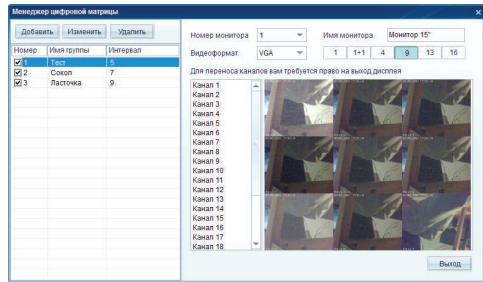 Менеджер цифровой матрицы
Добавить Изменить Удалить
Номер Имя группы Интервал
1 Тест 5
2 Сокол 7
3 Ласточка 9
Номер монитора 1 Имя монитора Монитор 15"
Видеоформат VGA 1 1+1 4 9 13 16
Для переноса каналов вам требуется право на выход дисплея
Канал 1
Канал 2
Канал 3
Канал 4
Канал 5
Канал 6
Канал 7
Канал 8
Канал 9
Канал 10
Канал 11
Канал 12
Канал 13
Канал 14
Канал 15
Канал 16
Канал 17
Канал 18
Выход